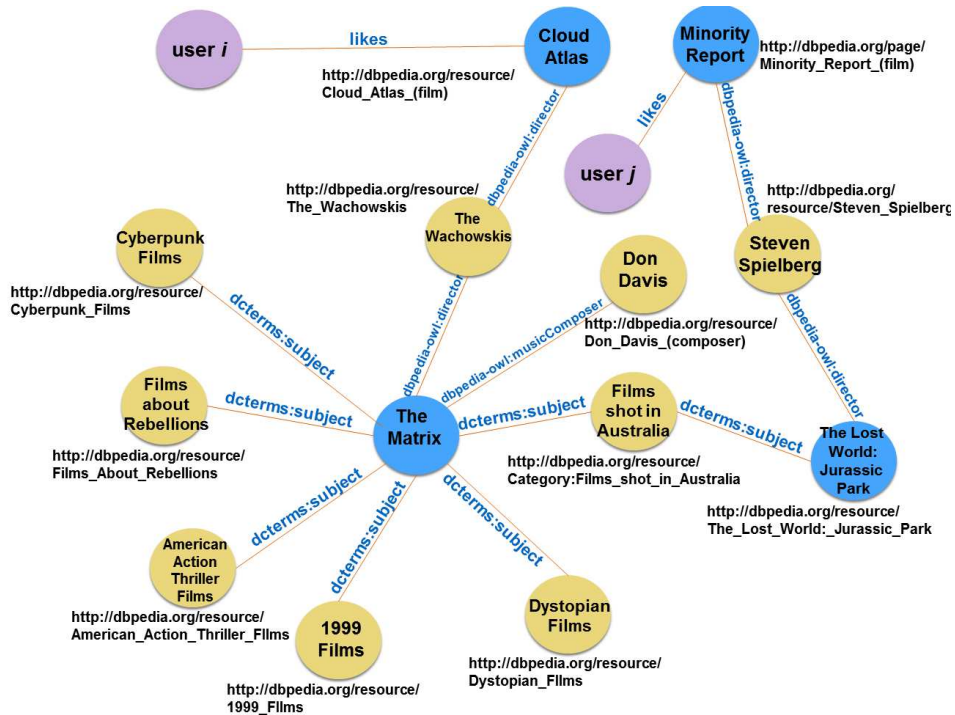 user i
likes
Cloud
Atlas
http://dbpedia.org/resource/
Cloud_Atlas_(film)
Minority
Report
http://dbpedia.org/page/
Minority_Report_(film)
likes
user j
dbpedia-owl:director
dbpedia-owl:director
http://dbpedia.org/resource/
The_Wachowskis
The
Wachowskis
http://dbpedia.org/
resource/Steven_Spielberg
Steven
Spielberg
Cyberpunk
Films
http://dbpedia.org/resource/
Cyberpunk_Films
dcterms:subject
dbpedia-owl:director
Don
Davis
http://dbpedia.org/resource/
Don_Davis_(composer)
dbpedia-owl:musicComposer
dbpedia-owl:director
Films
about
Rebellions
http://dbpedia.org/resource/
Films_About_Rebellions
dcterms:subject
The
Matrix
dcterms:subject
Films
shot in
Australia
http://dbpedia.org/resource/
Category:Films_shot_in_Australia
dcterms:subject
The Lost
World:
Jurassic
Park
http://dbpedia.org/resource/
The_Lost_World:_Jurassic_Park
dcterms:subject
dcterms:subject
dcterms:subject
American
Action
Thriller
Films
http://dbpedia.org/resource/
American_Action_Thriller_FIlms
1999
Films
http://dbpedia.org/resource/
1999_FIlms
Dystopian
Films
http://dbpedia.org/resource/
Dystopian_FIlms